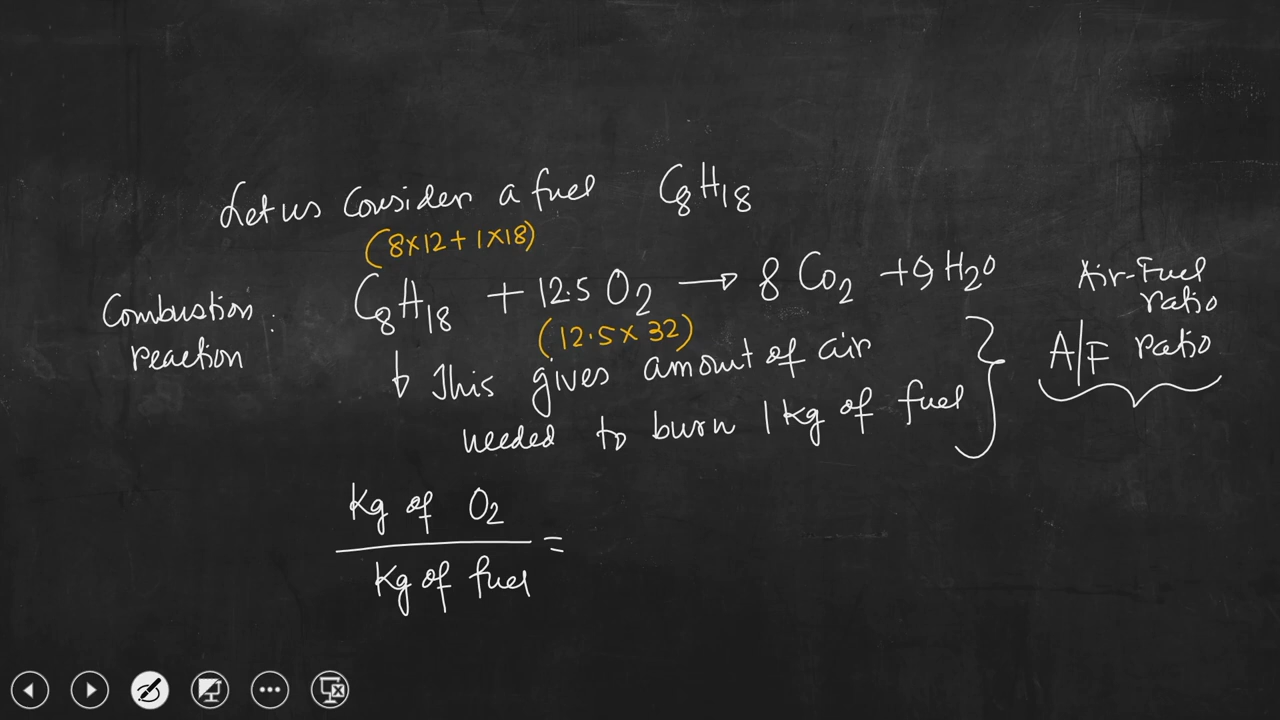 Let us Consider a fuel C8H18
(8×12 + 1×18)
Combustion reaction : C8H18 + 12.5 O2 → 8 Co2 + 9 H2O
(12.5 × 32)
↓ This gives amount of air
needed to burn 1 kg of fuel
Air-Fuel
ratio
A/F ratio
Kg of O2
Kg of fuel =